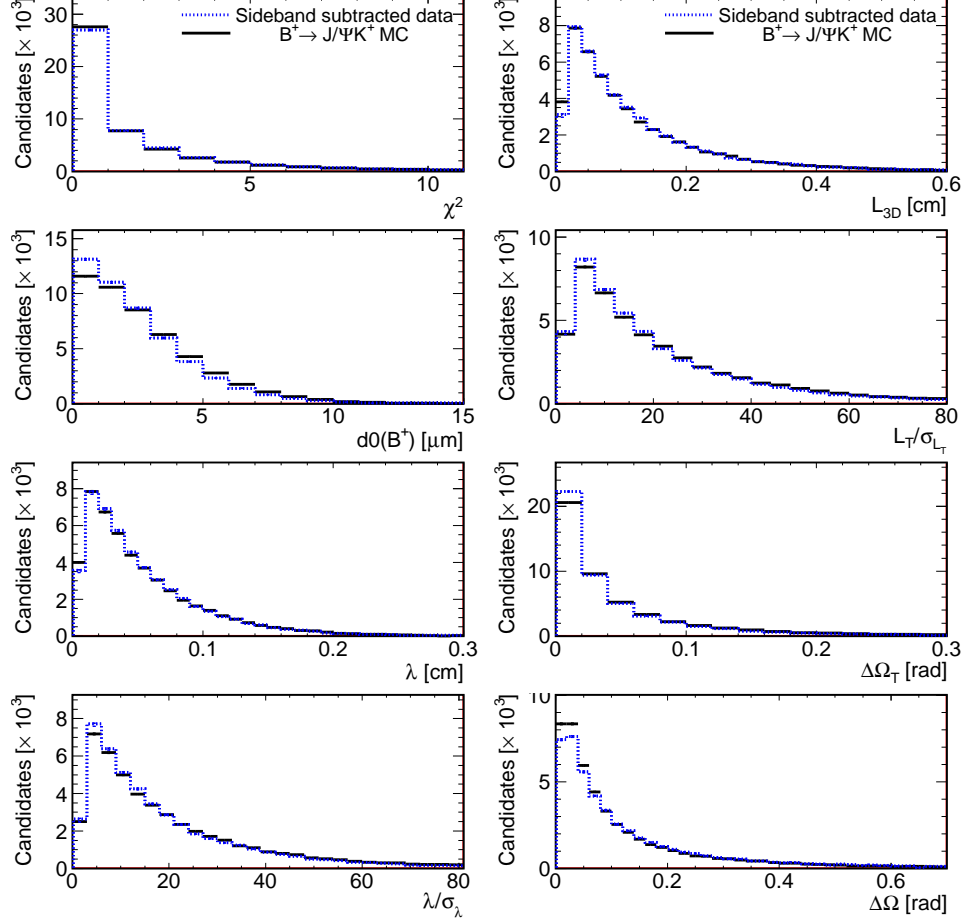 Candidates [× 10³]
Sideband subtracted data
B⁺→ J/ΨK⁺ MC
30
20
10
0
0 5 10
χ²
Candidates [× 10³]
Sideband subtracted data
B⁺→ J/ΨK⁺ MC
8
6
4
2
0
0 0.2 0.4 0.6
L₃D [cm]
Candidates [× 10³]
15
10
5
0
0 5 10 15
d0(B⁺) [μm]
Candidates [× 10³]
10
5
0
0 20 40 60 80
L_T/σ_{L_T}
Candidates [× 10³]
8
6
4
2
0
0 0.1 0.2 0.3
λ [cm]
Candidates [× 10³]
20
10
0
0 0.1 0.2 0.3
ΔΩ_T [rad]
Candidates [× 10³]
8
6
4
2
0
0 20 40 60 80
λ/σ_λ
Candidates [× 10³]
10
5
0
0 0.2 0.4 0.6
ΔΩ [rad]